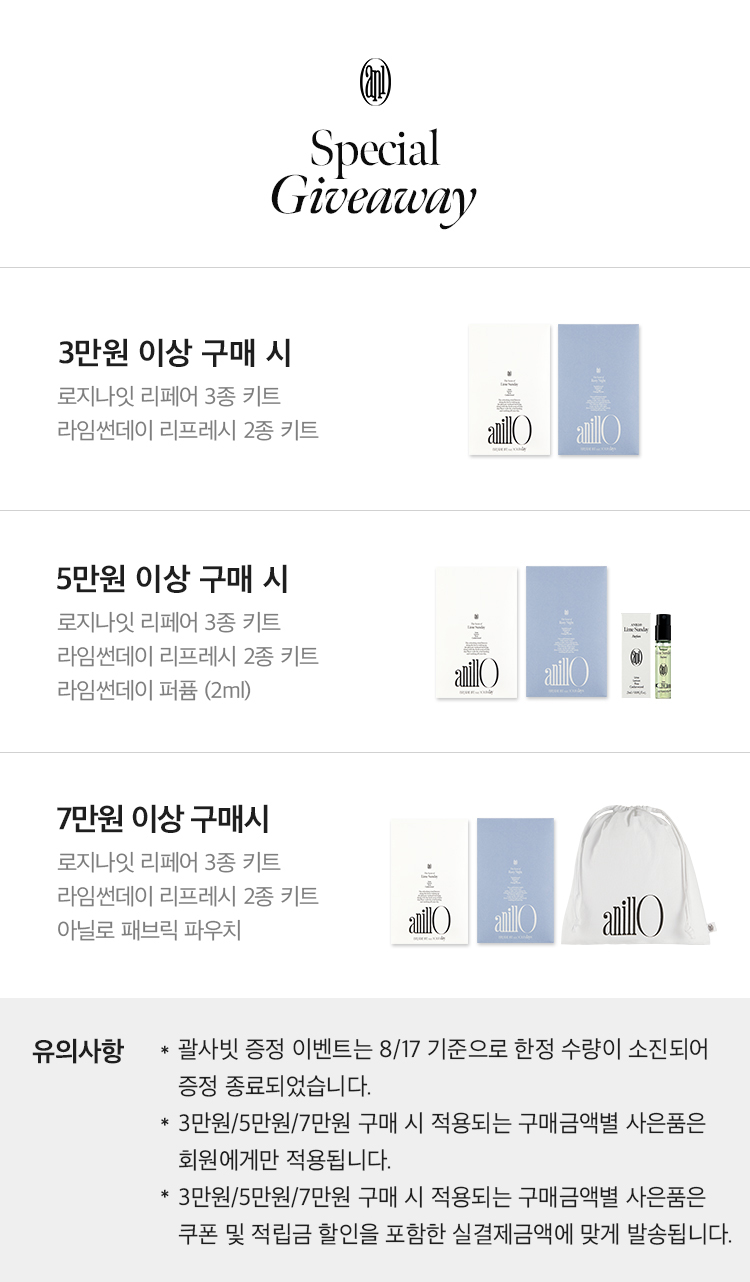 anl
Special
Giveaway
3만원 이상 구매 시
로지나잇 리페어 3종 키트
라임썬데이 리프레시 2종 키트
anillO
anillO
5만원 이상 구매 시
로지나잇 리페어 3종 키트
라임썬데이 리프레시 2종 키트
라임썬데이 퍼퓸 (2ml)
Lime Sunday
anillO
anillO
Lime Sunday
7만원 이상 구매시
로지나잇 리페어 3종 키트
라임썬데이 리프레시 2종 키트
아닐로 패브릭 파우치
anillO
anillO
anillO
유의사항
* 괄사빗 증정 이벤트는 8/17 기준으로 한정 수량이 소진되어
증정 종료되었습니다.
* 3만원/5만원/7만원 구매 시 적용되는 구매금액별 사은품은
회원에게만 적용됩니다.
* 3만원/5만원/7만원 구매 시 적용되는 구매금액별 사은품은
쿠폰 및 적립금 할인을 포함한 실결제금액에 맞게 발송됩니다.